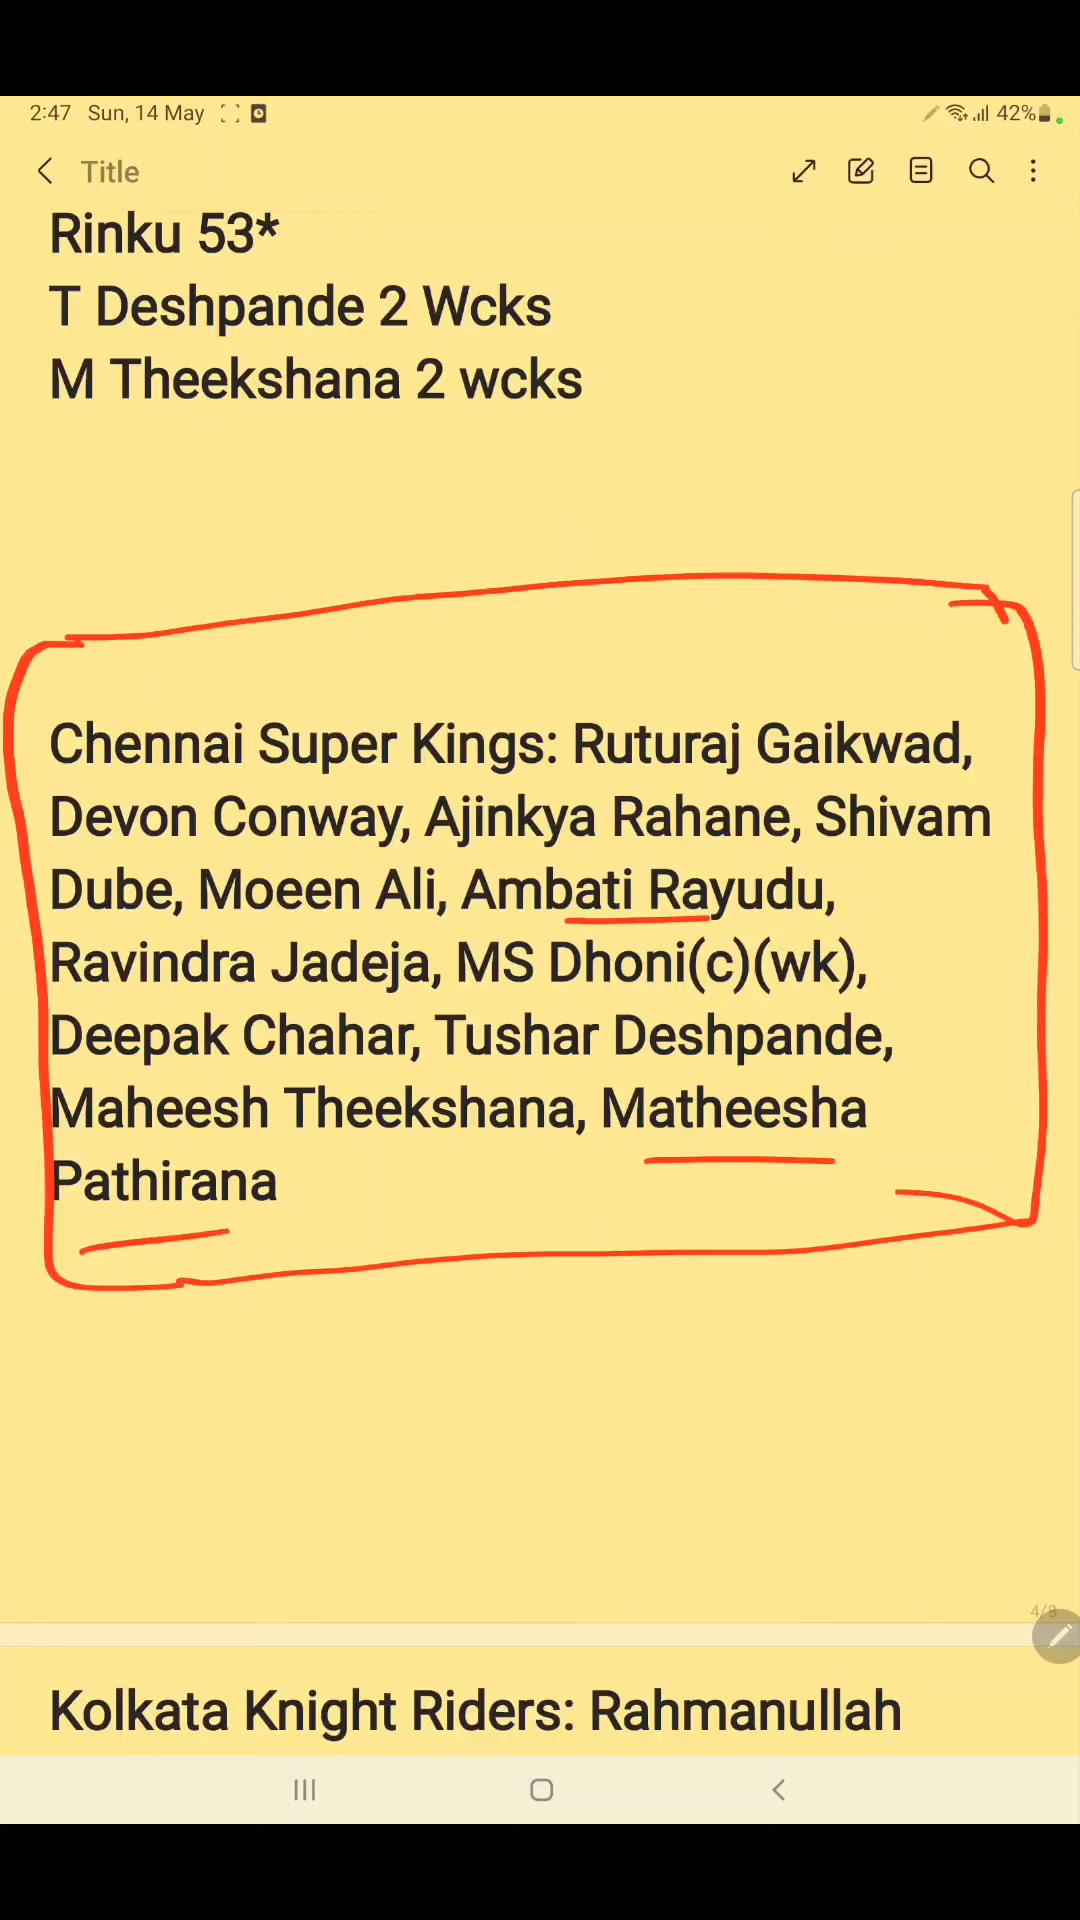 2:47 Sun, 14 May 42%
Title
Rinku 53*
T Deshpande 2 Wcks
M Theekshana 2 wcks
Chennai Super Kings: Ruturaj Gaikwad,
Devon Conway, Ajinkya Rahane, Shivam
Dube, Moeen Ali, Ambati Rayudu,
Ravindra Jadeja, MS Dhoni(c)(wk),
Deepak Chahar, Tushar Deshpande,
Maheesh Theekshana, Matheesha
Pathirana
4/8
Kolkata Knight Riders: Rahmanullah